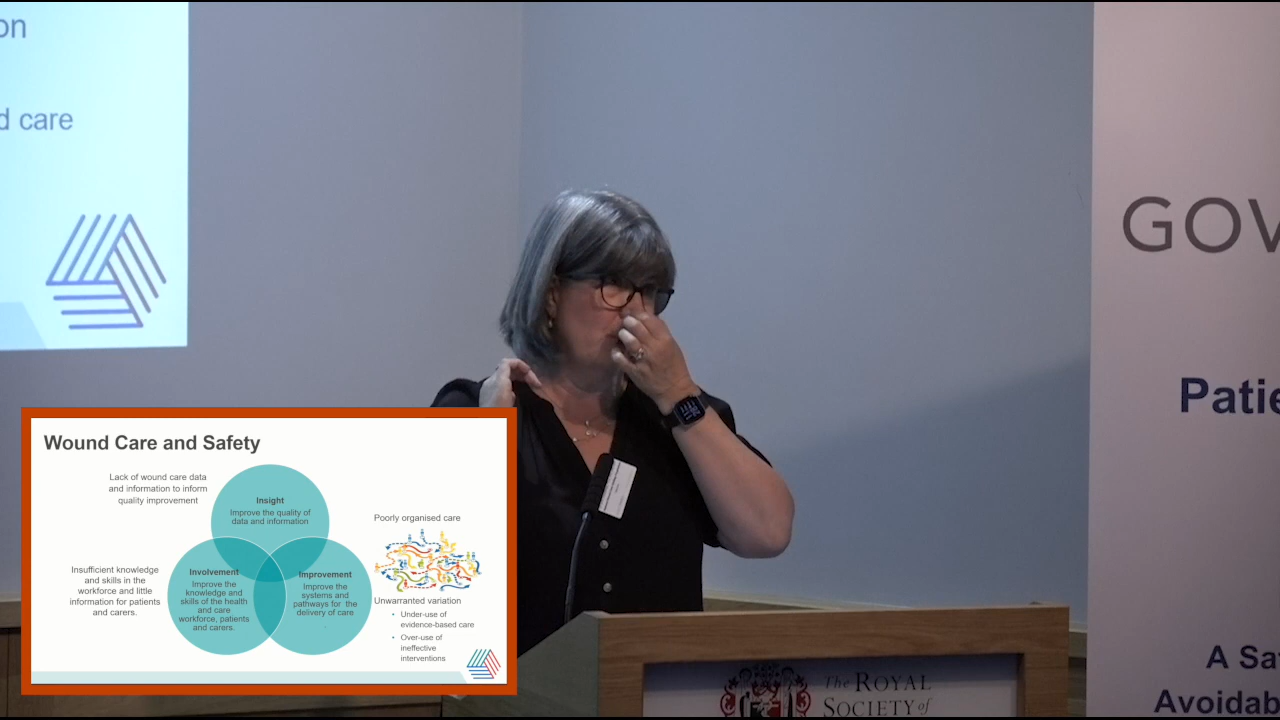 on
d care
GOV
Patie
A Sa
Avoidab
The ROYAL
SOCIETY of
Wound Care and Safety
Lack of wound care data
and information to inform
quality improvement
Insight
Improve the quality of
data and information
Poorly organised care
Insufficient knowledge
and skills in the
workforce and little
information for patients
and carers.
Involvement
Improve the
knowledge and
skills of the health
and care
workforce, patients
and carers.
Improvement
Improve the
systems and
pathways for the
delivery of care
.
Unwarranted variation
• Under-use of
evidence-based care
• Over-use of
ineffective
interventions